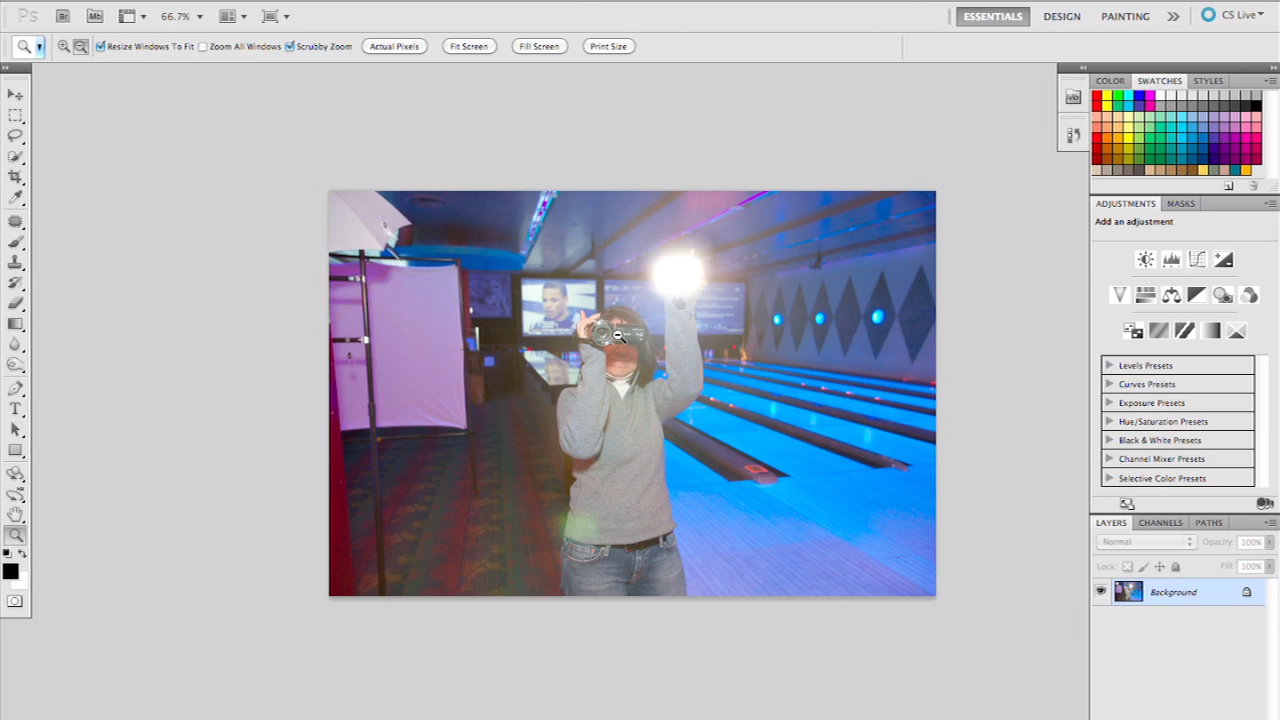 Ps Br Mb 66.7% ESSENTIALS DESIGN PAINTING CS Live
Resize Windows To Fit Zoom All Windows Scrubby Zoom Actual Pixels Fit Screen Fill Screen Print Size
COLOR SWATCHES STYLES
Mb
ADJUSTMENTS MASKS
Add an adjustment
Levels Presets
Curves Presets
Exposure Presets
Hue/Saturation Presets
Black & White Presets
Channel Mixer Presets
Selective Color Presets
LAYERS CHANNELS PATHS
Normal Opacity: 100%
Lock: Fill: 100%
Background
T